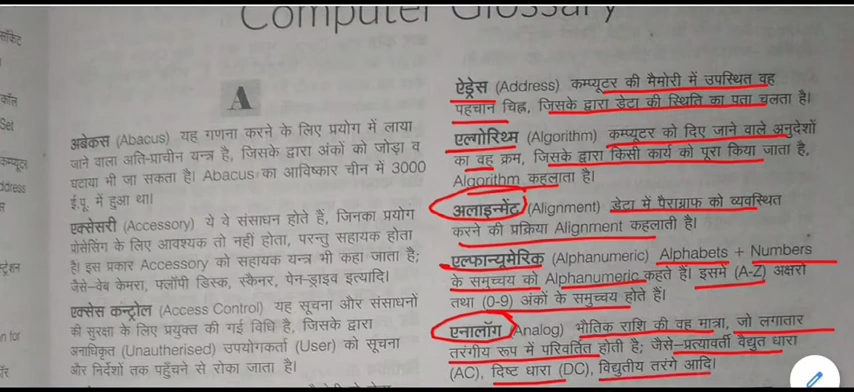 Computer Glossary
A
अबेकस (Abacus) यह गणना करने के लिए प्रयोग में लाया
जाने वाला अति-प्राचीन यन्त्र है, जिसके द्वारा अंकों को जोड़ा व
घटाया भी जा सकता है। Abacus का आविष्कार चीन में 3000
ई.पू. में हुआ था।
एक्सेसरी (Accessory) ये वे संसाधन होते हैं, जिनका प्रयोग
प्रोसेसिंग के लिए आवश्यक तो नहीं होता, परन्तु सहायक होता
है। इस प्रकार Accessory को सहायक यन्त्र भी कहा जाता है;
जैसे–वेब केमरा, फ्लॉपी डिस्क, स्कैनर, पेन-ड्राइव इत्यादि।
एक्सेस कन्ट्रोल (Access Control) यह सूचना और संसाधनों
की सुरक्षा के लिए प्रयुक्त की गई विधि है, जिसके द्वारा
अनाधिकृत (Unautherised) उपयोगकर्ता (User) को सूचना
और निर्देशों तक पहुँचने से रोका जाता है।
ऐड्रेस (Address) कम्प्यूटर की मैमोरी में उपस्थित वह
पहचान चिह्न, जिसके द्वारा डेटा की स्थिति का पता चलता है।
एल्गोरिथ्म (Algorithm) कम्प्यूटर को दिए जाने वाले अनुदेशों
का वह क्रम, जिसके द्वारा किसी कार्य को पूरा किया जाता है,
Algorithm कहलाता है।
अलाइन्मेंट (Alignment) डेटा में पैराग्राफ को व्यवस्थित
करने की प्रक्रिया Alignment कहलाती है।
एल्फान्यूमेरिक (Alphanumeric) Alphabets + Numbers
के समुच्चय को Alphanumeric कहते हैं। इसमें (A-Z) अक्षरो
तथा (0-9) अंकों के समुच्चय होते हैं।
एनालॉग (Analog) भौतिक राशि की वह मात्रा, जो लगातार
तरंगीय रूप में परिवर्तित होती है; जैसे–प्रत्यावर्ती वैद्युत धारा
(AC), दिष्ट धारा (DC), विद्युतीय तरंगे आदि।